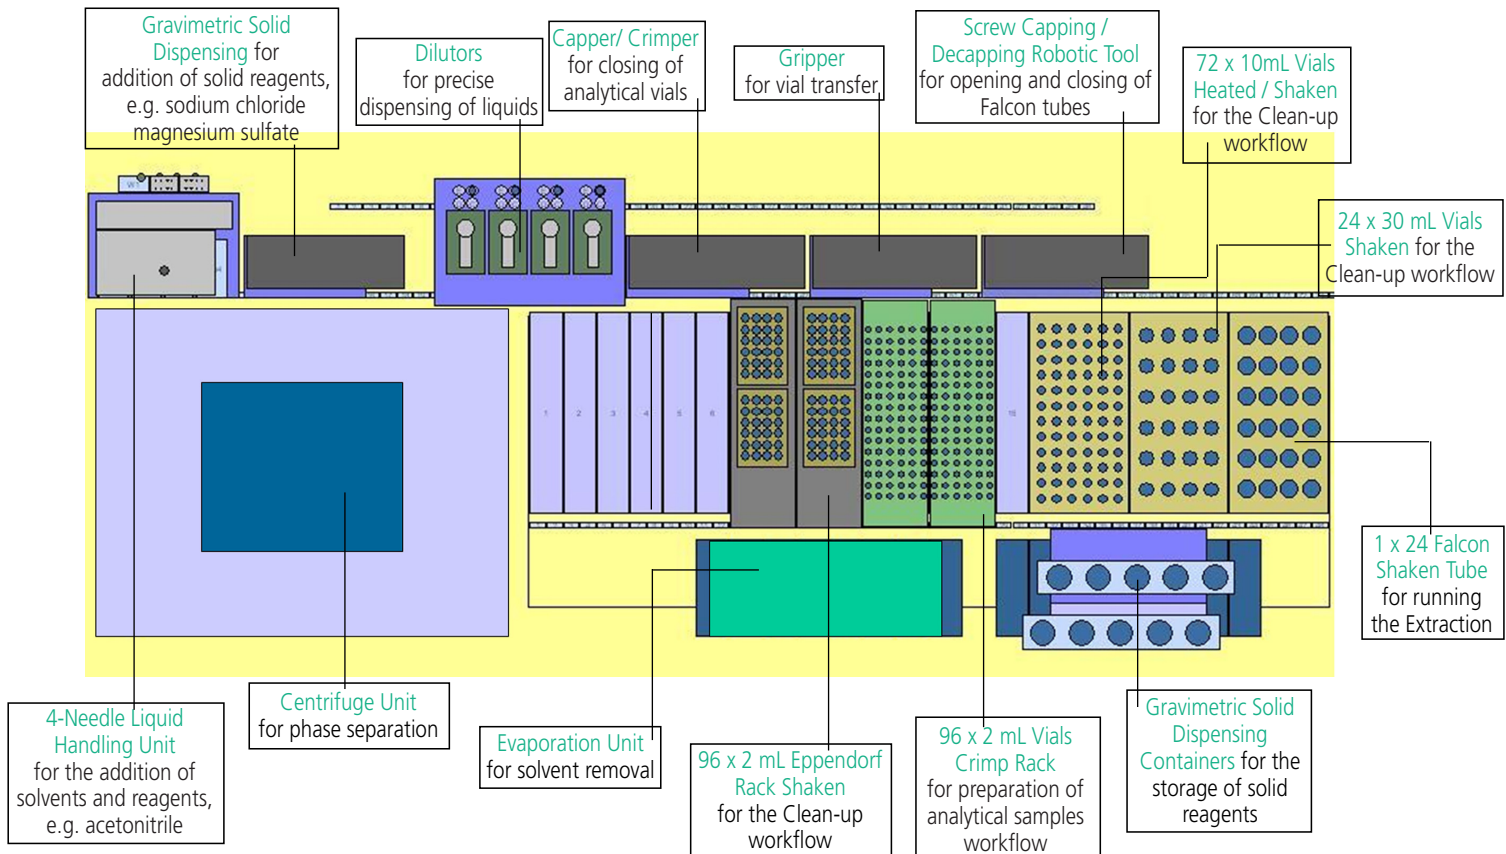 Gravimetric Solid
Dispensing for
addition of solid reagents,
e.g. sodium chloride
magnesium sulfate
Dilutors
for precise
dispensing of liquids
Capper/ Crimper
for closing of
analytical vials
Gripper
for vial transfer
Screw Capping /
Decapping Robotic Tool
for opening and closing of
Falcon tubes
72 x 10mL Vials
Heated / Shaken
for the Clean-up
workflow
24 x 30 mL Vials
Shaken for the
Clean-up workflow
1
2
3
4
5
6
1 x 24 Falcon
Shaken Tube
for running
the Extraction
4-Needle Liquid
Handling Unit
for the addition of
solvents and reagents,
e.g. acetonitrile
Centrifuge Unit
for phase separation
Evaporation Unit
for solvent removal
96 x 2 mL Eppendorf
Rack Shaken
for the Clean-up
workflow
96 x 2 mL Vials
Crimp Rack
for preparation of
analytical samples
workflow
Gravimetric Solid
Dispensing
Containers for the
storage of solid
reagents